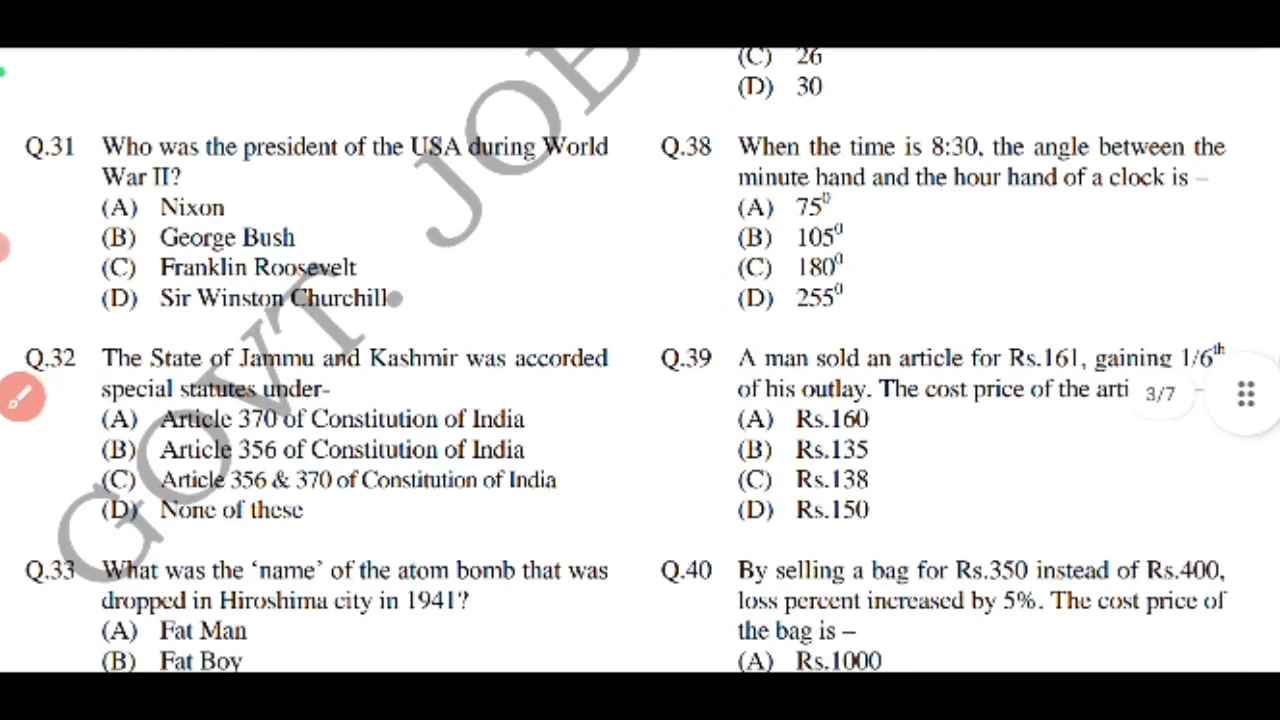 Q.31 Who was the president of the USA during World
War II?
(A) Nixon
(B) George Bush
(C) Franklin Roosevelt
(D) Sir Winston Churchill
Q.32 The State of Jammu and Kashmir was accorded
special statutes under-
(A) Article 370 of Constitution of India
(B) Article 356 of Constitution of India
(C) Article 356 & 370 of Constitution of India
(D) None of these
Q.33 What was the ‘name’ of the atom bomb that was
dropped in Hiroshima city in 1941?
(A) Fat Man
(B) Fat Boy
(C) 26
(D) 30
Q.38 When the time is 8:30, the angle between the
minute hand and the hour hand of a clock is –
(A) 75⁰
(B) 105⁰
(C) 180⁰
(D) 255⁰
Q.39 A man sold an article for Rs.161, gaining 1/6th
of his outlay. The cost price of the arti
(A) Rs.160
(B) Rs.135
(C) Rs.138
(D) Rs.150
Q.40 By selling a bag for Rs.350 instead of Rs.400,
loss percent increased by 5%. The cost price of
the bag is –
(A) Rs.1000
3/7
GOVT. JOB